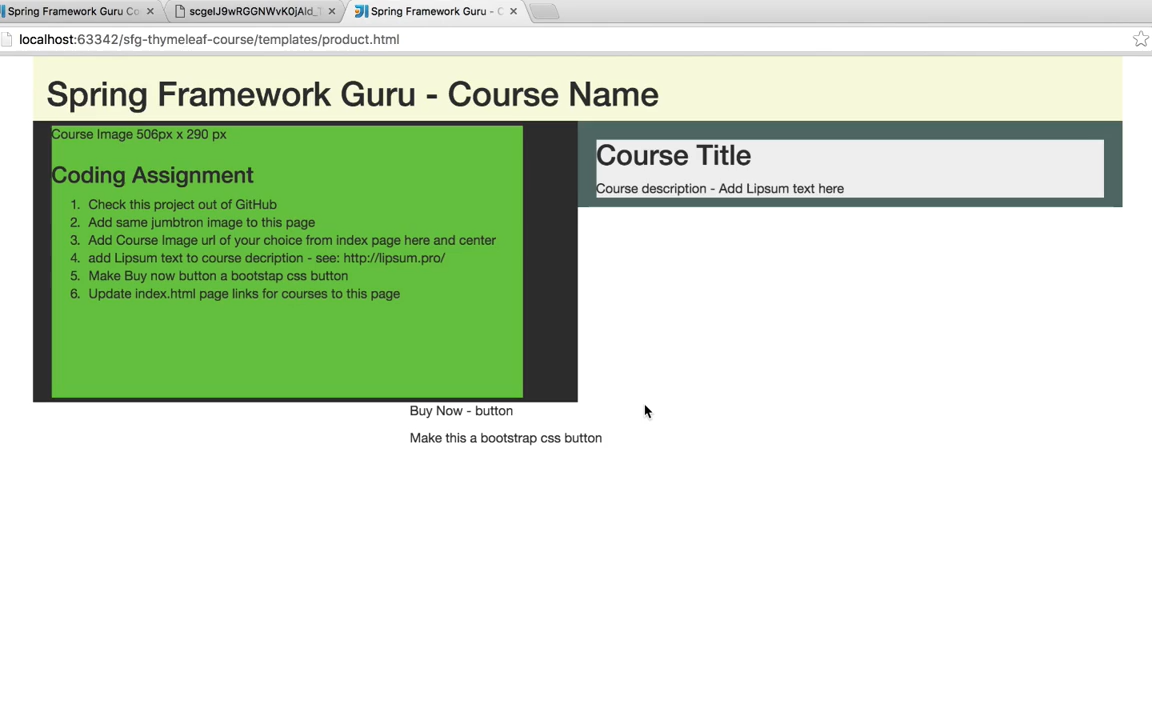 Spring Framework Guru Co
scgelJ9wRGGNWvK0jAld_T
Spring Framework Guru - C
localhost:63342/sfg-thymeleaf-course/templates/product.html
Spring Framework Guru - Course Name
Course Image 506px x 290 px
Coding Assignment
1. Check this project out of GitHub
2. Add same jumbtron image to this page
3. Add Course Image url of your choice from index page here and center
4. add Lipsum text to course decription - see: http://lipsum.pro/
5. Make Buy now button a bootstap css button
6. Update index.html page links for courses to this page
Course Title
Course description - Add Lipsum text here
Buy Now - button
Make this a bootstrap css button